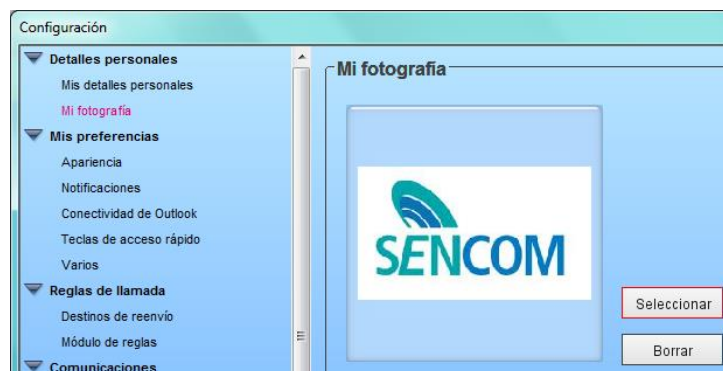 Configuración
Detalles personales
Mis detalles personales
Mi fotografía
Mis preferencias
Apariencia
Notificaciones
Conectividad de Outlook
Teclas de acceso rápido
Varios
Reglas de llamada
Destinos de reenvío
Módulo de reglas
Comunicaciones
Mi fotografía
SENCOM
Seleccionar
Borrar